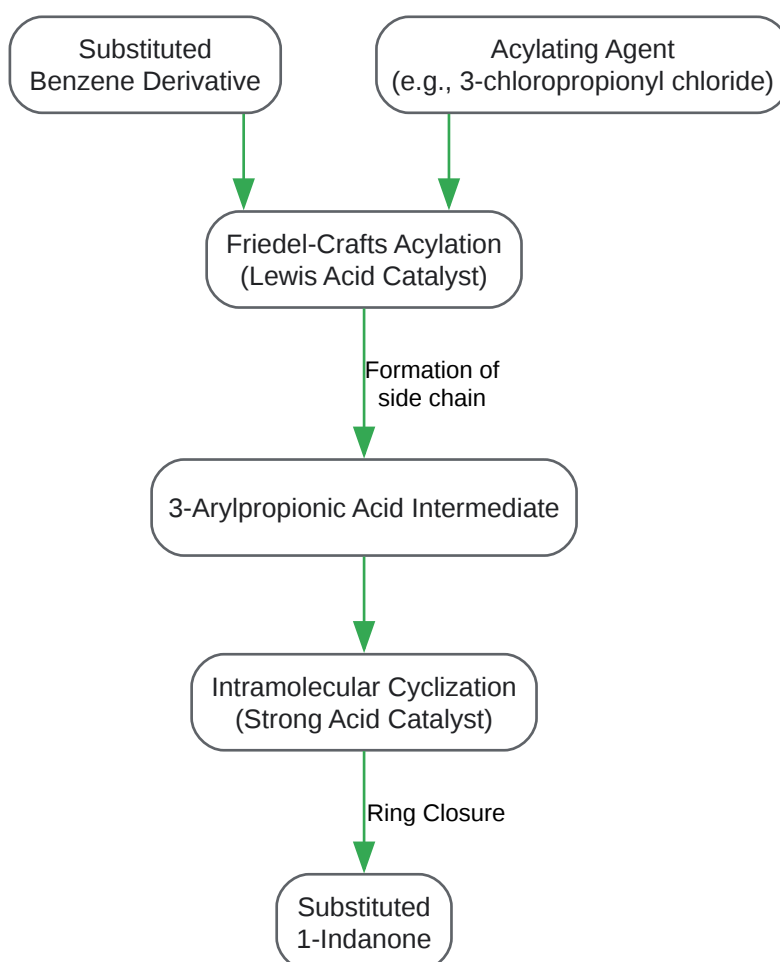 Substituted
Benzene Derivative
Acylating Agent
(e.g., 3-chloropropionyl chloride)
Friedel-Crafts Acylation
(Lewis Acid Catalyst)
Formation of
side chain
3-Arylpropionic Acid Intermediate
Intramolecular Cyclization
(Strong Acid Catalyst)
Ring Closure
Substituted
1-Indanone